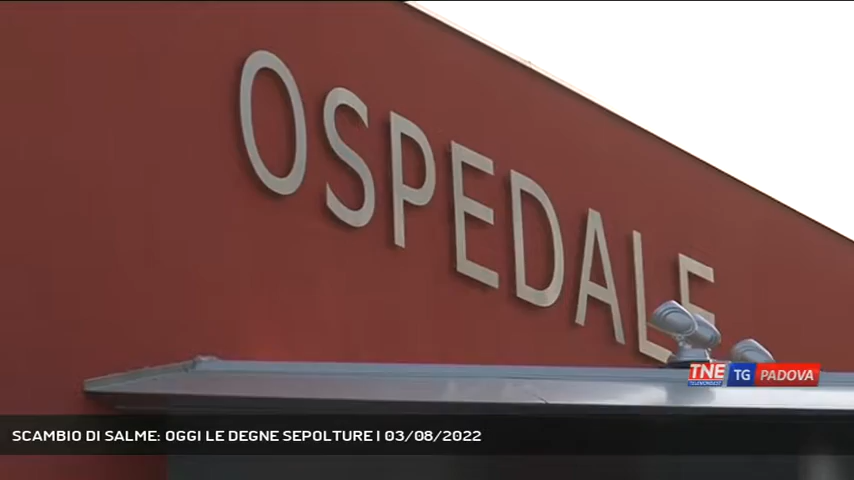 OSPEDALE
TNE TG PADOVA
TELENORDEST
SCAMBIO DI SALME: OGGI LE DEGNE SEPOLTURE | 03/08/2022